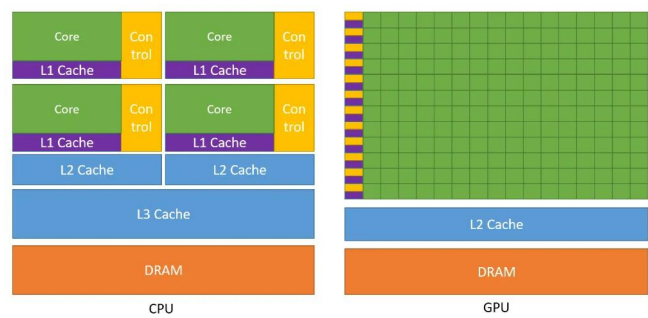 Core
Con
trol
L1 Cache
Core
Con
trol
L1 Cache
Core
Con
trol
L1 Cache
Core
Con
trol
L1 Cache
L2 Cache
L2 Cache
L3 Cache
DRAM
CPU
L2 Cache
DRAM
GPU